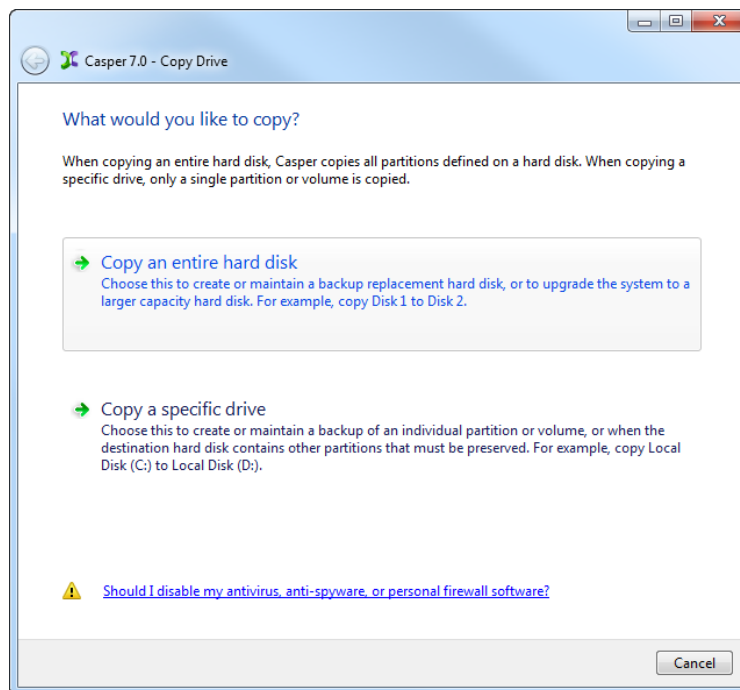 Casper 7.0 - Copy Drive
What would you like to copy?
When copying an entire hard disk, Casper copies all partitions defined on a hard disk. When copying a
specific drive, only a single partition or volume is copied.
Copy an entire hard disk
Choose this to create or maintain a backup replacement hard disk, or to upgrade the system to a
larger capacity hard disk. For example, copy Disk 1 to Disk 2.
Copy a specific drive
Choose this to create or maintain a backup of an individual partition or volume, or when the
destination hard disk contains other partitions that must be preserved. For example, copy Local
Disk (C:) to Local Disk (D:).
Should I disable my antivirus, anti-spyware, or personal firewall software?
Cancel